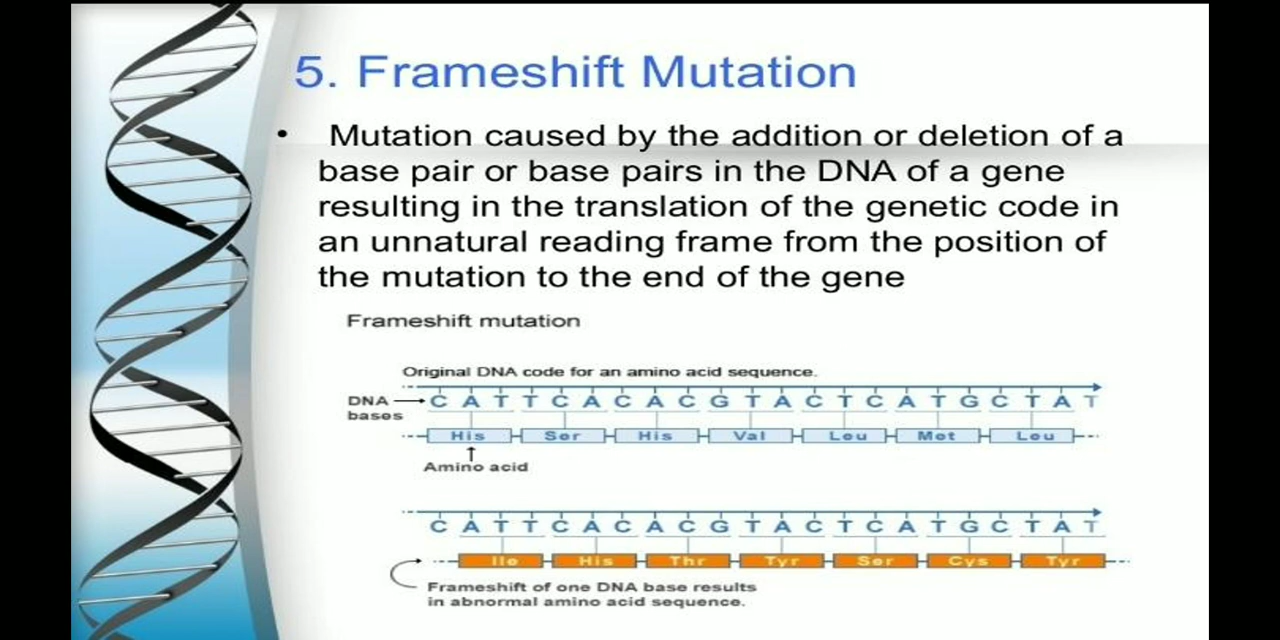 5. Frameshift Mutation
• Mutation caused by the addition or deletion of a
base pair or base pairs in the DNA of a gene
resulting in the translation of the genetic code in
an unnatural reading frame from the position of
the mutation to the end of the gene
Frameshift mutation
Original DNA code for an amino acid sequence.
DNA bases
C A T T C A C A C G T A C T C A T G C T A T
His Ser His Val Leu Met Leu
Amino acid
C A T T C A C A C G T A C T C A T G C T A T
Ile His Thr Tyr Ser Cys Tyr
Frameshift of one DNA base results
in abnormal amino acid sequence.